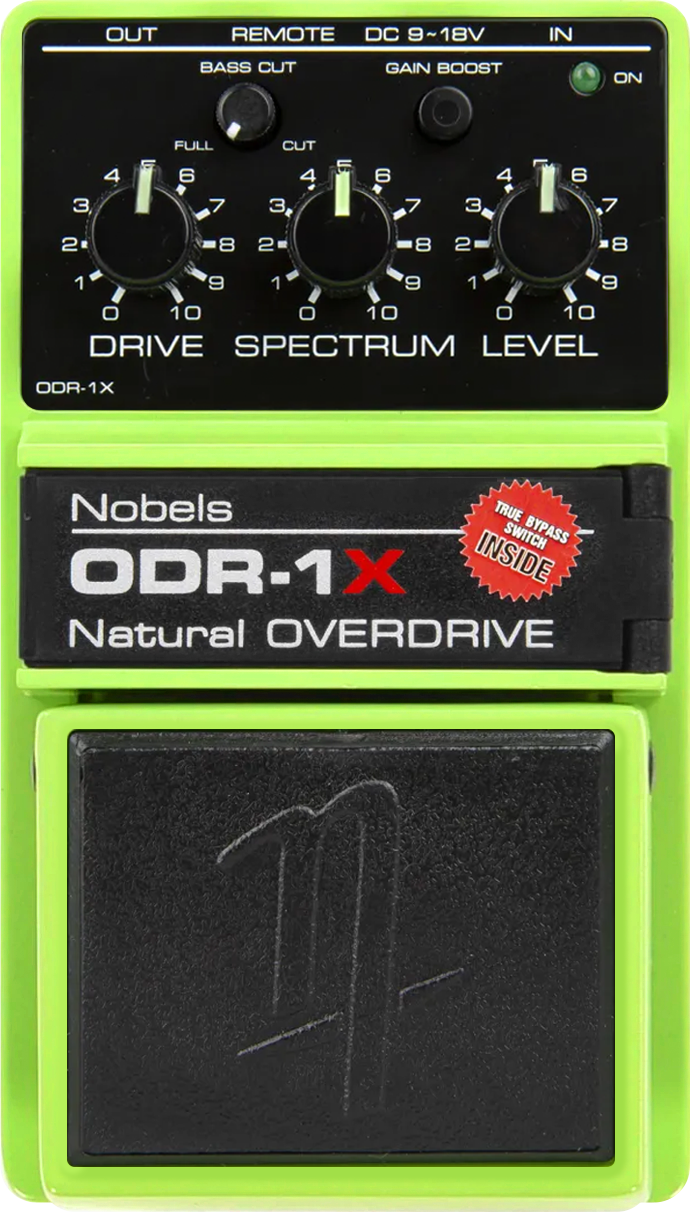 OUT REMOTE DC 9~18V IN
BASS CUT GAIN BOOST
ON
FULL CUT
4 5 6 4 5 6 4 5 6
3 7 3 7 3 7
2 8 2 8 2 8
1 9 1 9 1 9
0 10 0 10 0 10
DRIVE SPECTRUM LEVEL
ODR-1X
Nobels
TRUE BYPASS
SWITCH
INSIDE
ODR-1X
Natural OVERDRIVE